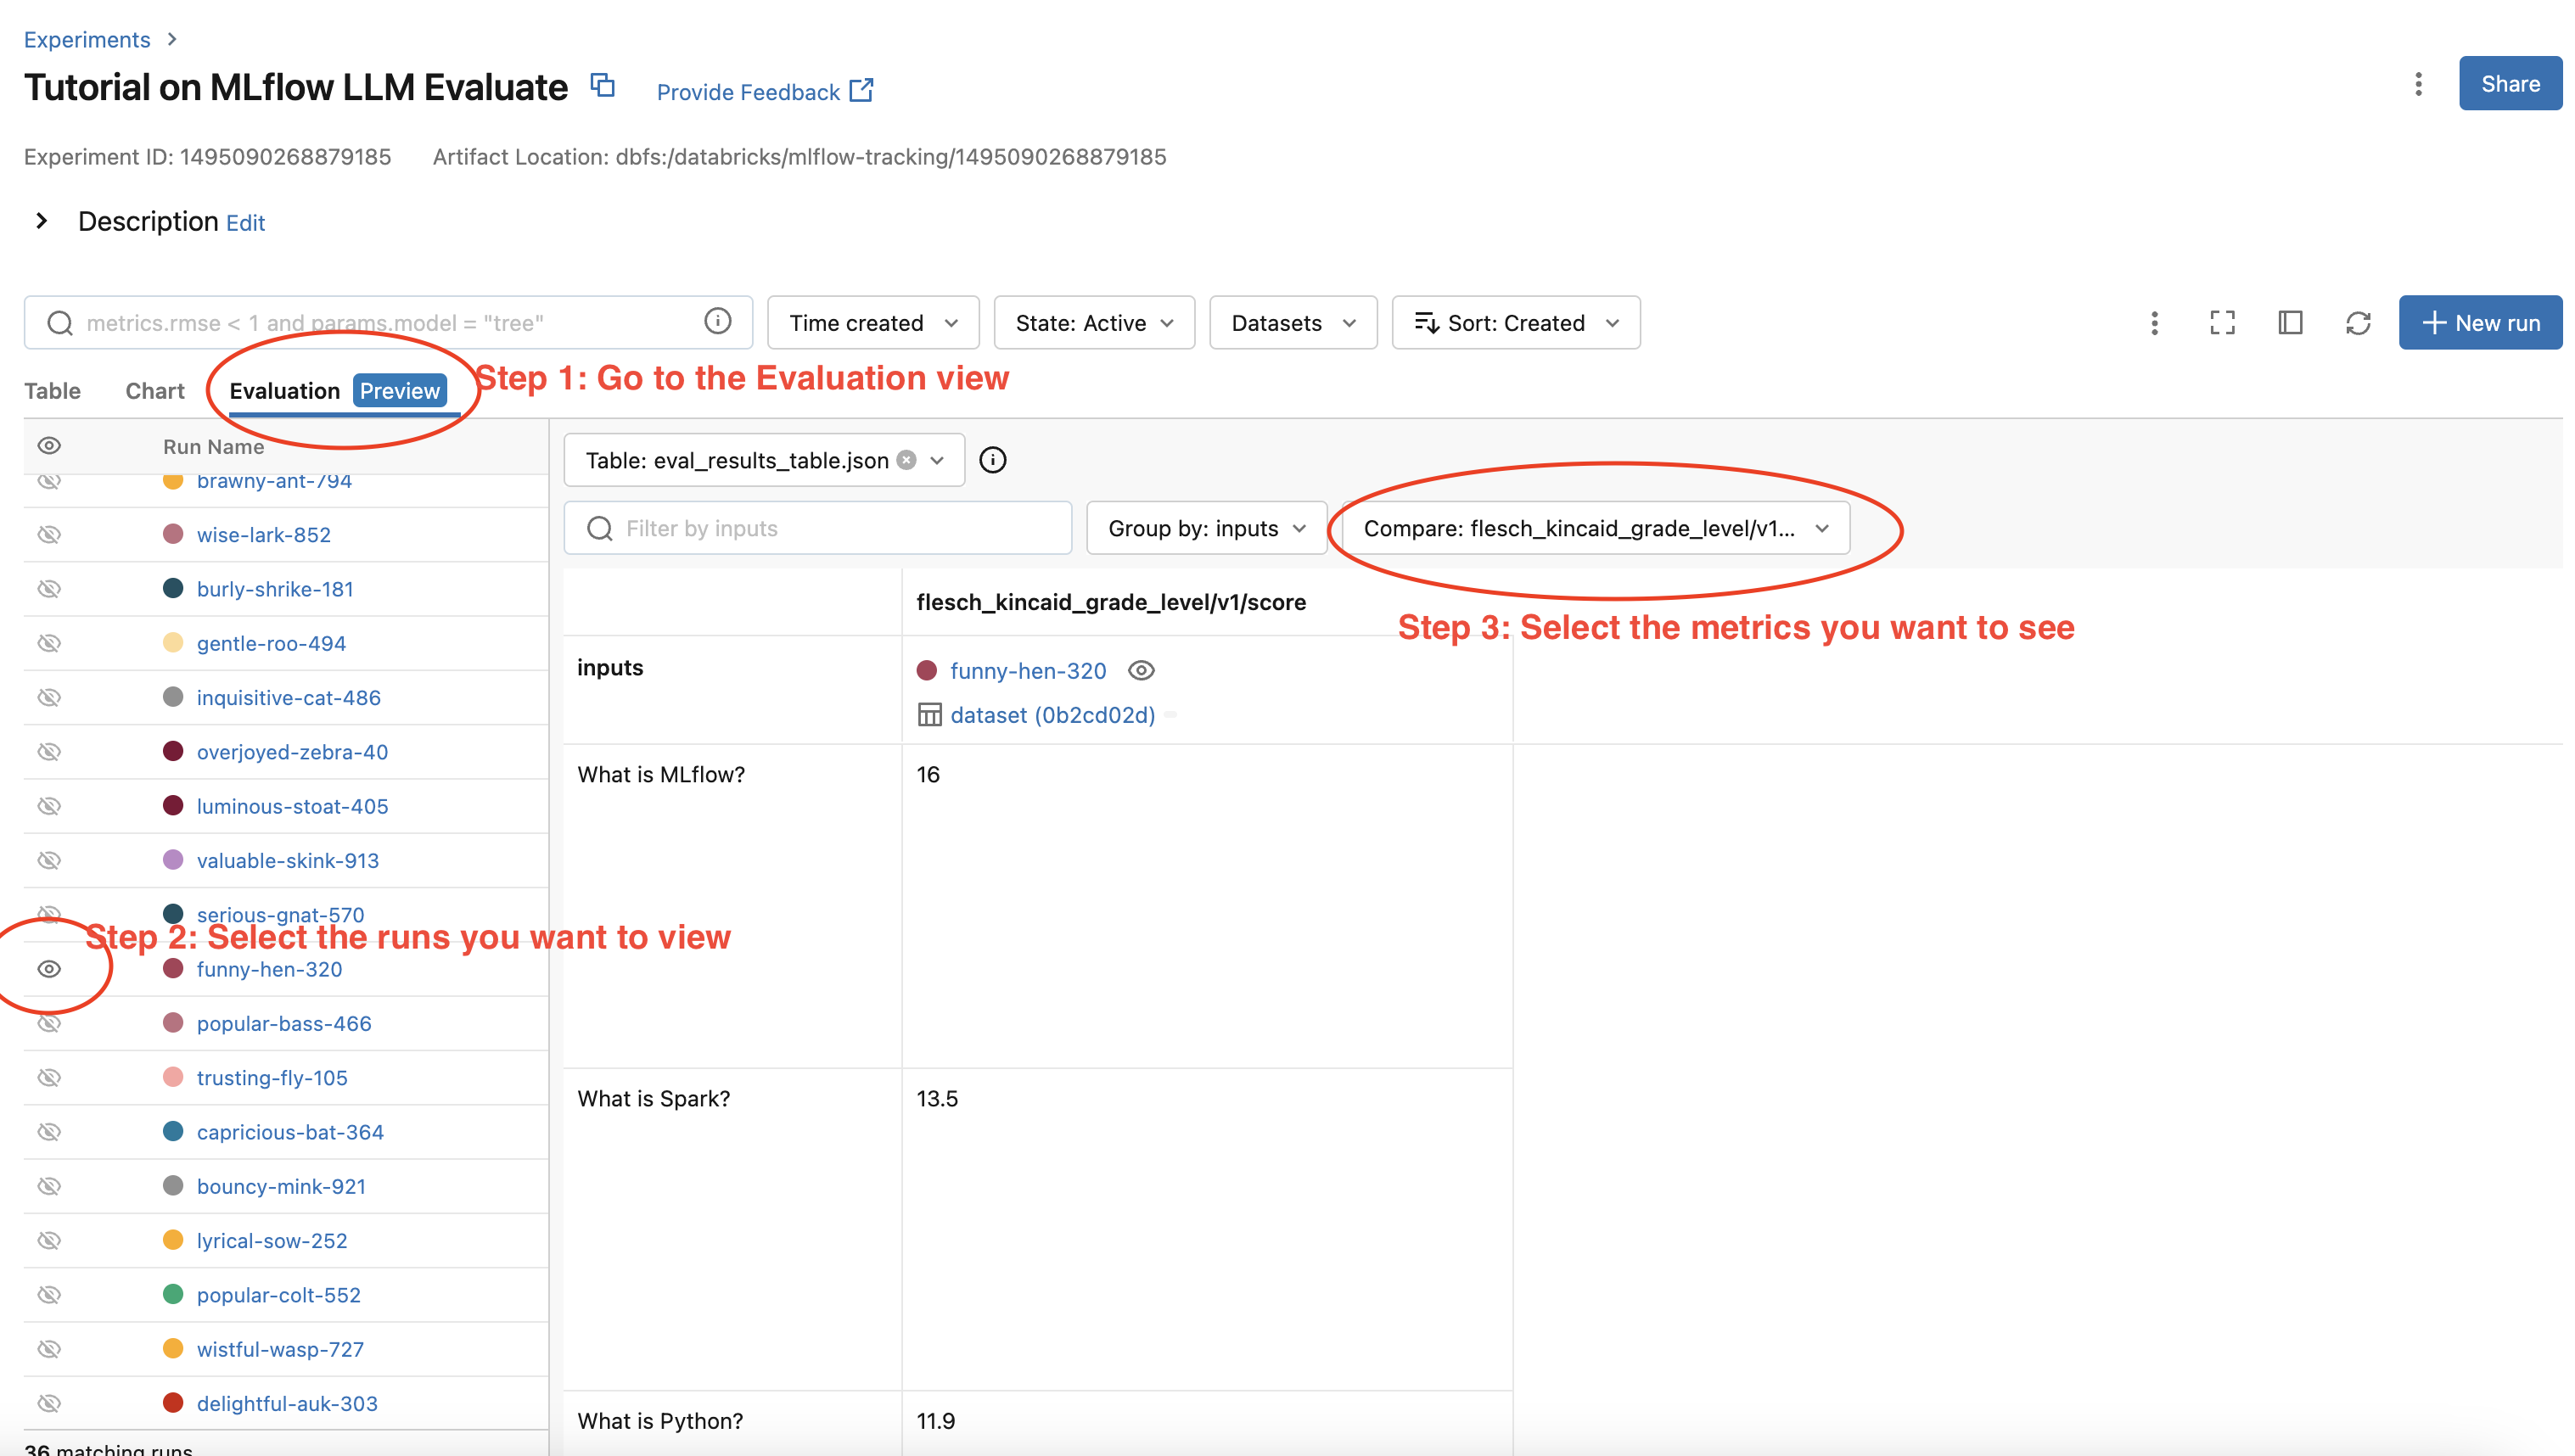 Experiments
Tutorial on MLflow LLM Evaluate
Provide Feedback
Share
Experiment ID: 1495090268879185
Artifact Location: dbfs:/databricks/mlflow-tracking/1495090268879185
Description Edit
metrics.rmse < 1 and params.model = "tree"
Time created
State: Active
Datasets
Sort: Created
New run
Table
Chart
Evaluation Preview
Step 1: Go to the Evaluation view
Run Name
brawny-ant-794
wise-lark-852
burly-shrike-181
gentle-roo-494
inquisitive-cat-486
overjoyed-zebra-40
luminous-stoat-405
valuable-skink-913
serious-gnat-570
Step 2: Select the runs you want to view
funny-hen-320
popular-bass-466
trusting-fly-105
capricious-bat-364
bouncy-mink-921
lyrical-sow-252
popular-colt-552
wistful-wasp-727
delightful-auk-303
36 matching runs
Table: eval_results_table.json
Filter by inputs
Group by: inputs
Compare: flesch_kincaid_grade_level/v1...
Step 3: Select the metrics you want to see
flesch_kincaid_grade_level/v1/score
inputs
funny-hen-320
dataset (0b2cd02d)
What is MLflow?
16
What is Spark?
13.5
What is Python?
11.9